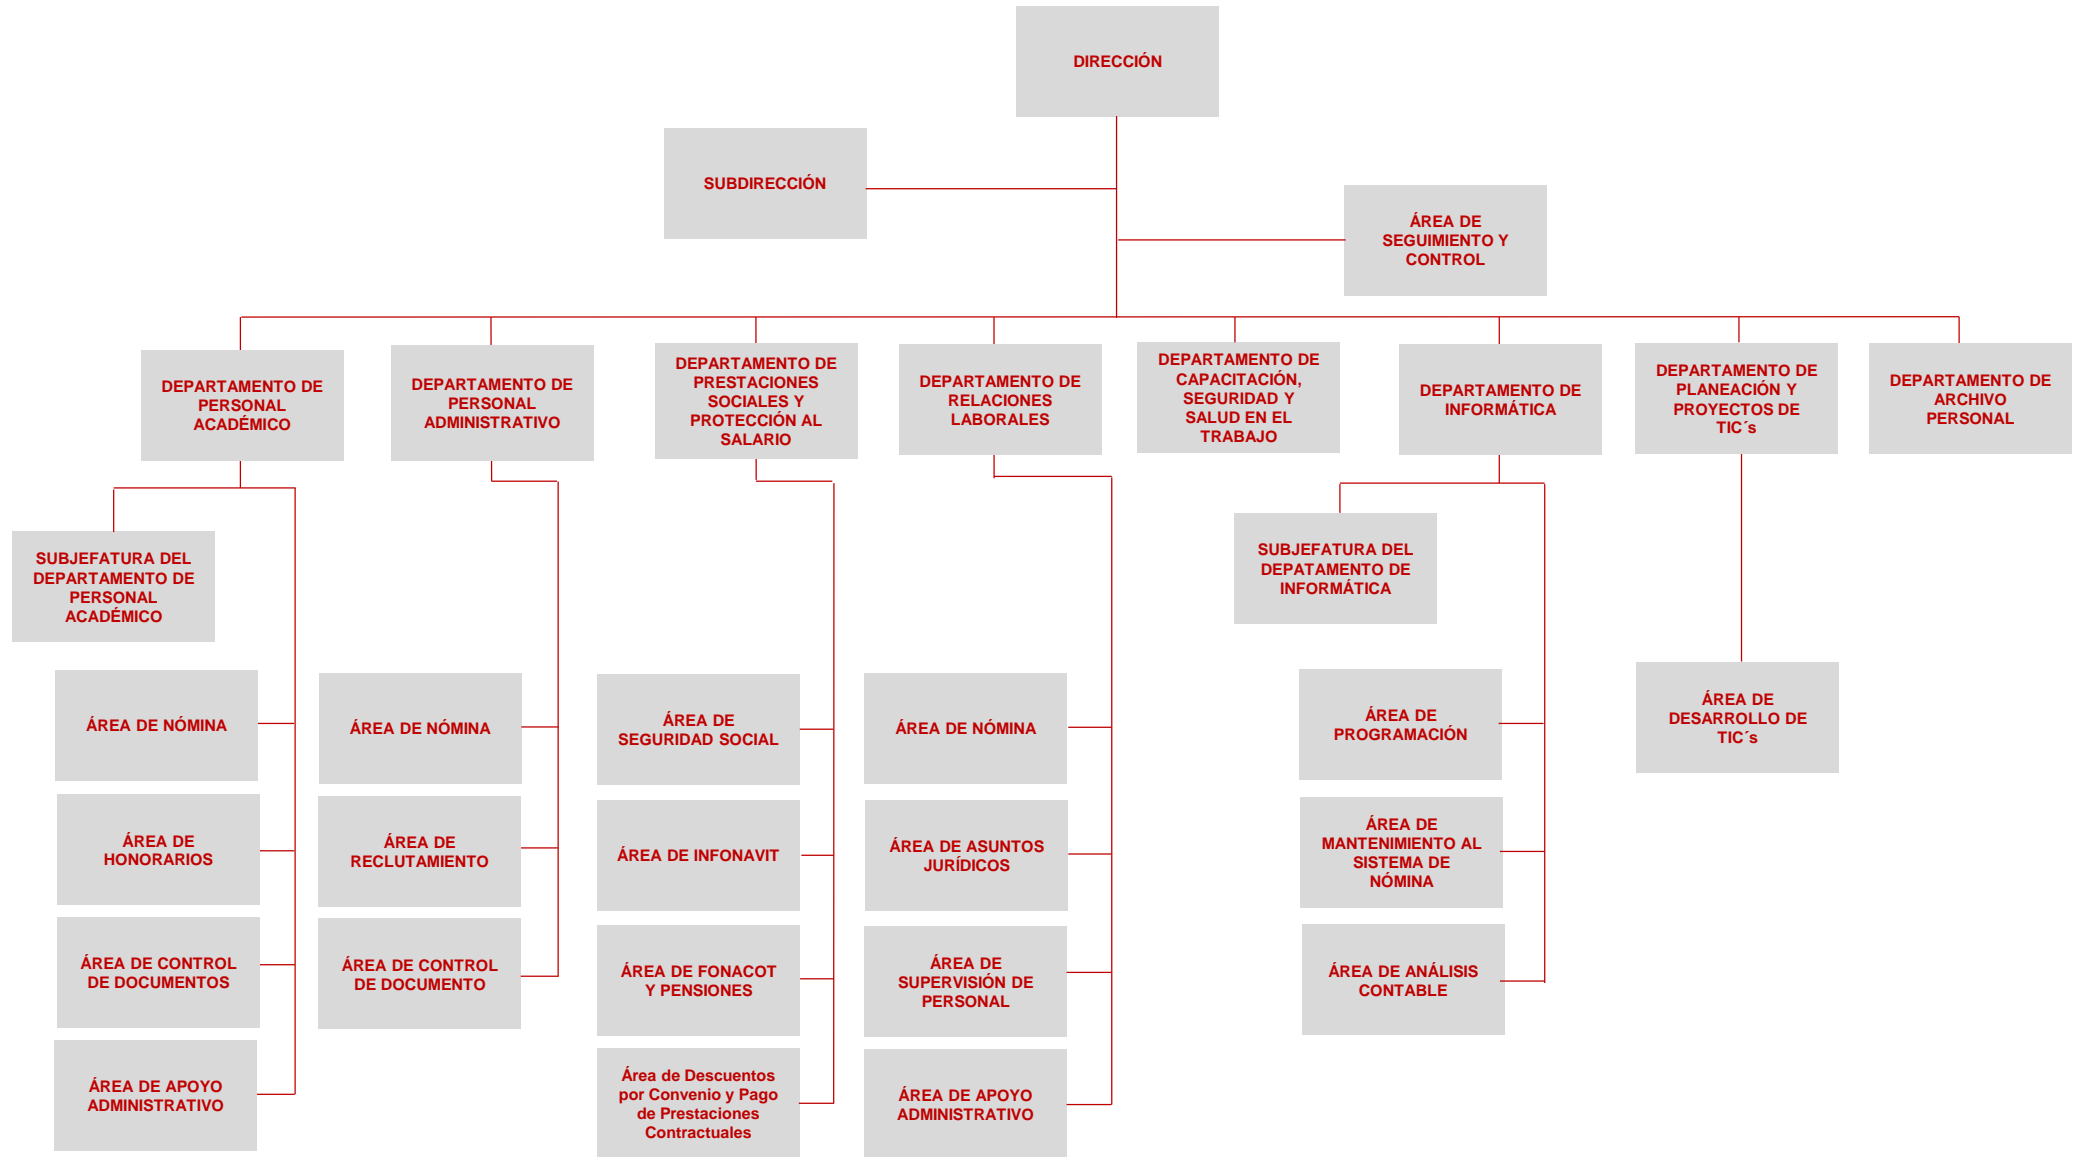 DIRECCIÓN
SUBDIRECCIÓN
ÁREA DE
SEGUIMIENTO Y
CONTROL
DEPARTAMENTO DE
PERSONAL
ACADÉMICO
DEPARTAMENTO DE
PERSONAL
ADMINISTRATIVO
DEPARTAMENTO DE
PRESTACIONES
SOCIALES Y
PROTECCIÓN AL
SALARIO
DEPARTAMENTO DE
RELACIONES
LABORALES
DEPARTAMENTO DE
CAPACITACIÓN,
SEGURIDAD Y
SALUD EN EL
TRABAJO
DEPARTAMENTO DE
INFORMÁTICA
DEPARTAMENTO DE
PLANEACIÓN Y
PROYECTOS DE
TIC´s
DEPARTAMENTO DE
ARCHIVO
PERSONAL
SUBJEFATURA DEL
DEPARTAMENTO DE
PERSONAL
ACADÉMICO
SUBJEFATURA DEL
DEPATAMENTO DE
INFORMÁTICA
ÁREA DE NÓMINA
ÁREA DE NÓMINA
ÁREA DE
SEGURIDAD SOCIAL
ÁREA DE NÓMINA
ÁREA DE
PROGRAMACIÓN
ÁREA DE
DESARROLLO DE
TIC´s
ÁREA DE
HONORARIOS
ÁREA DE
RECLUTAMIENTO
ÁREA DE INFONAVIT
ÁREA DE ASUNTOS
JURÍDICOS
ÁREA DE
MANTENIMIENTO AL
SISTEMA DE
NÓMINA
ÁREA DE CONTROL
DE DOCUMENTOS
ÁREA DE CONTROL
DE DOCUMENTO
ÁREA DE FONACOT
Y PENSIONES
ÁREA DE
SUPERVISIÓN DE
PERSONAL
ÁREA DE ANÁLISIS
CONTABLE
ÁREA DE APOYO
ADMINISTRATIVO
Área de Descuentos
por Convenio y Pago
de Prestaciones
Contractuales
ÁREA DE APOYO
ADMINISTRATIVO